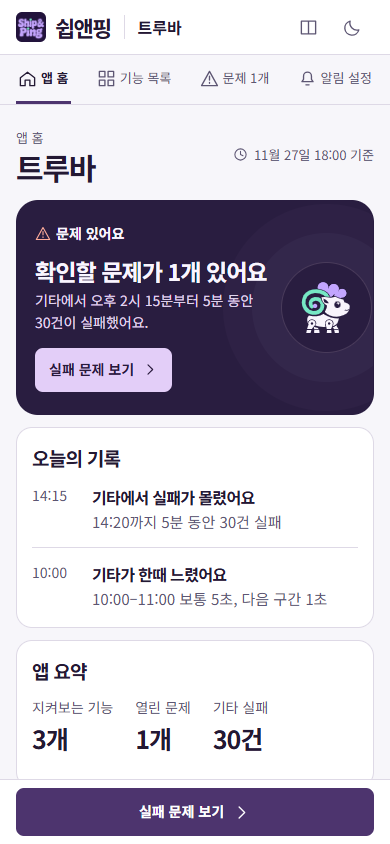 Ship&
Ping
쉽앤핑
트루바
앱 홈
기능 목록
문제 1개
알림 설정
앱 홈
트루바
11월 27일 18:00 기준
문제 있어요
확인할 문제가 1개 있어요
기타에서 오후 2시 15분부터 5분 동안
30건이 실패했어요.
실패 문제 보기
오늘의 기록
14:15
기타에서 실패가 몰렸어요
14:20까지 5분 동안 30건 실패
10:00
기타가 한때 느렸어요
10:00–11:00 보통 5초, 다음 구간 1초
앱 요약
지켜보는 기능
열린 문제
기타 실패
3개
1개
30건
실패 문제 보기